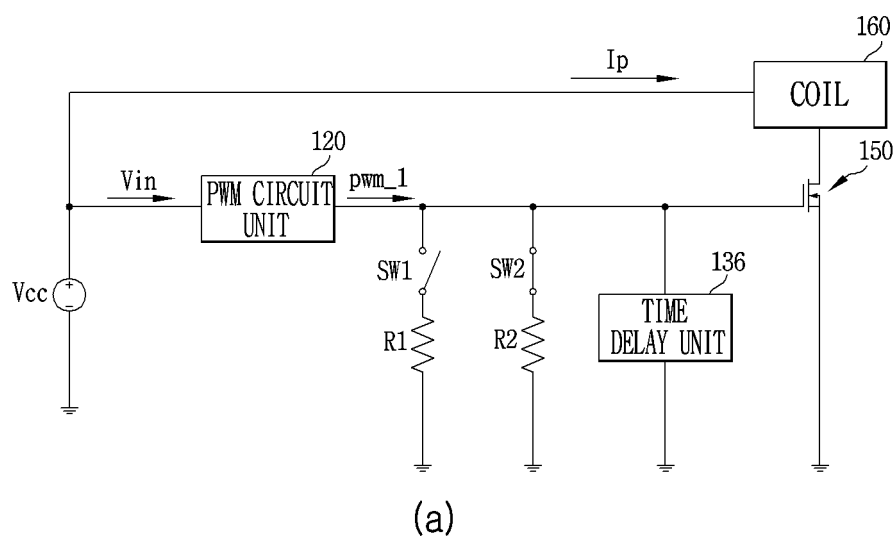 160
Ip
COIL
150
120
Vin
pwm_1
PWM CIRCUIT
UNIT
SW1
SW2
136
Vcc
TIME
DELAY UNIT
R1
R2
(a)